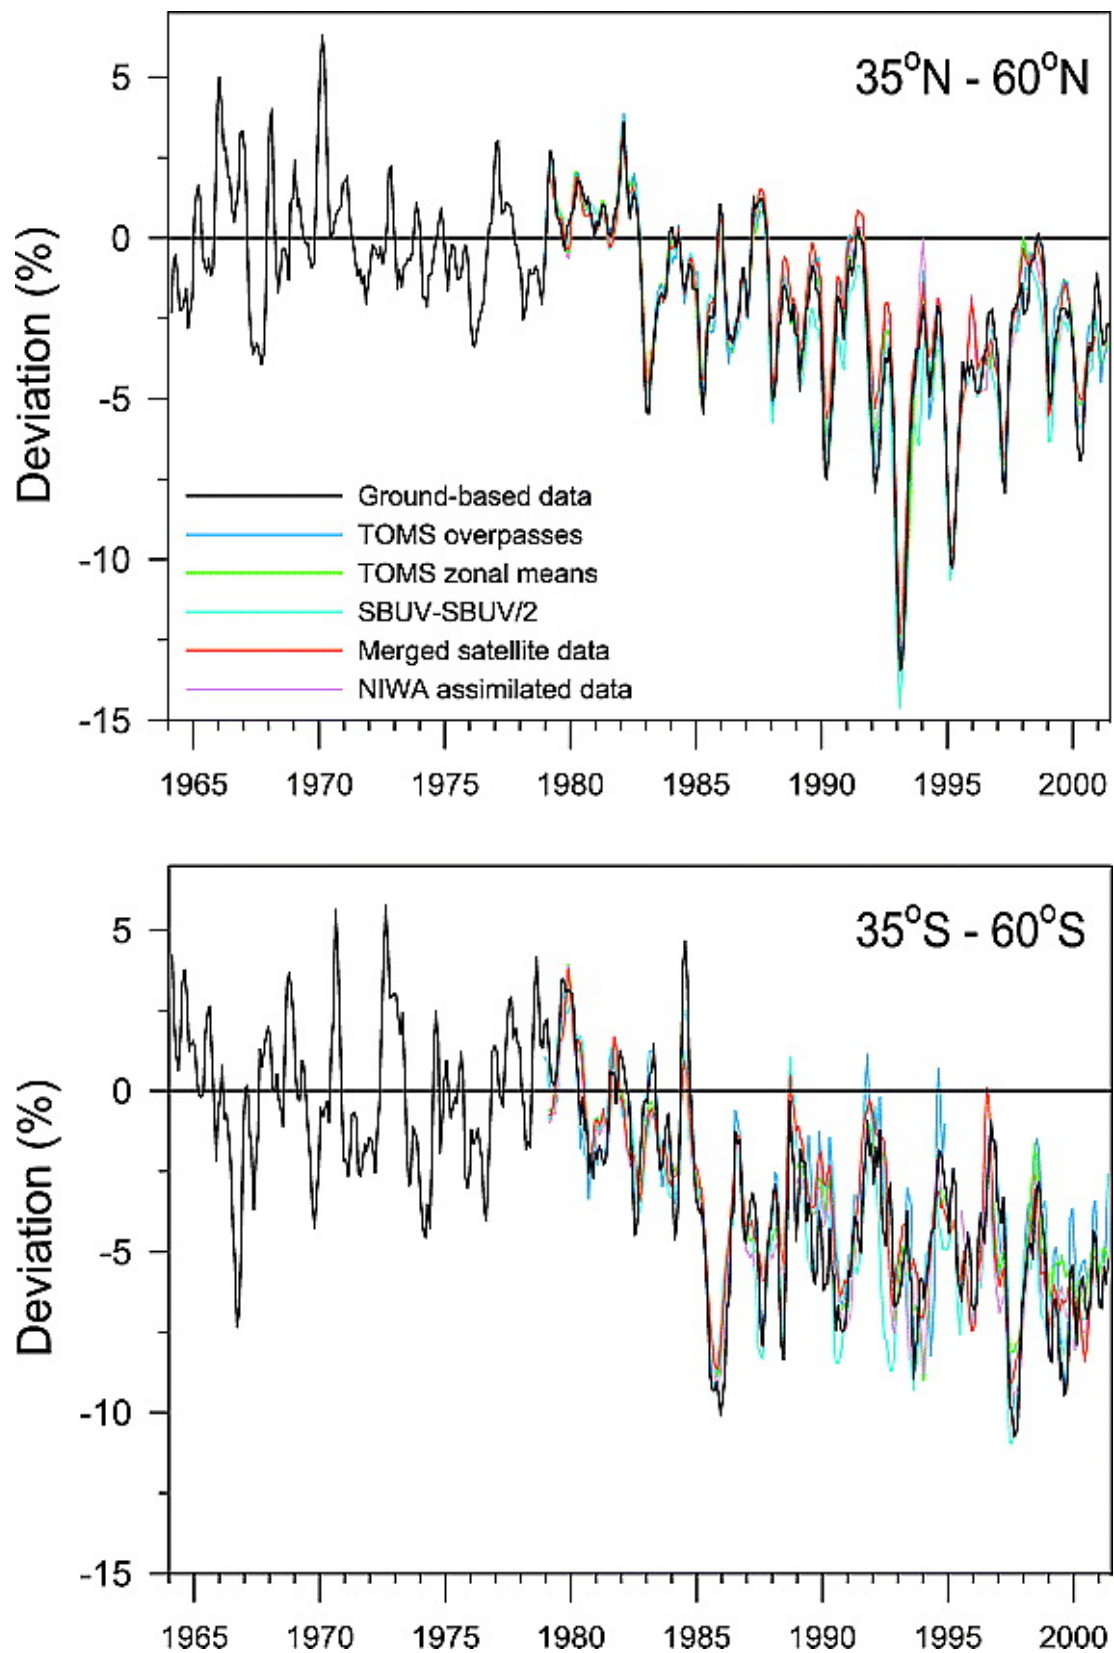 35°N - 60°N
Deviation (%)
5
0
-5
-10
-15
Ground-based data
TOMS overpasses
TOMS zonal means
SBUV-SBUV/2
Merged satellite data
NIWA assimilated data
1965 1970 1975 1980 1985 1990 1995 2000
35°S - 60°S
Deviation (%)
5
0
-5
-10
-15
1965 1970 1975 1980 1985 1990 1995 2000